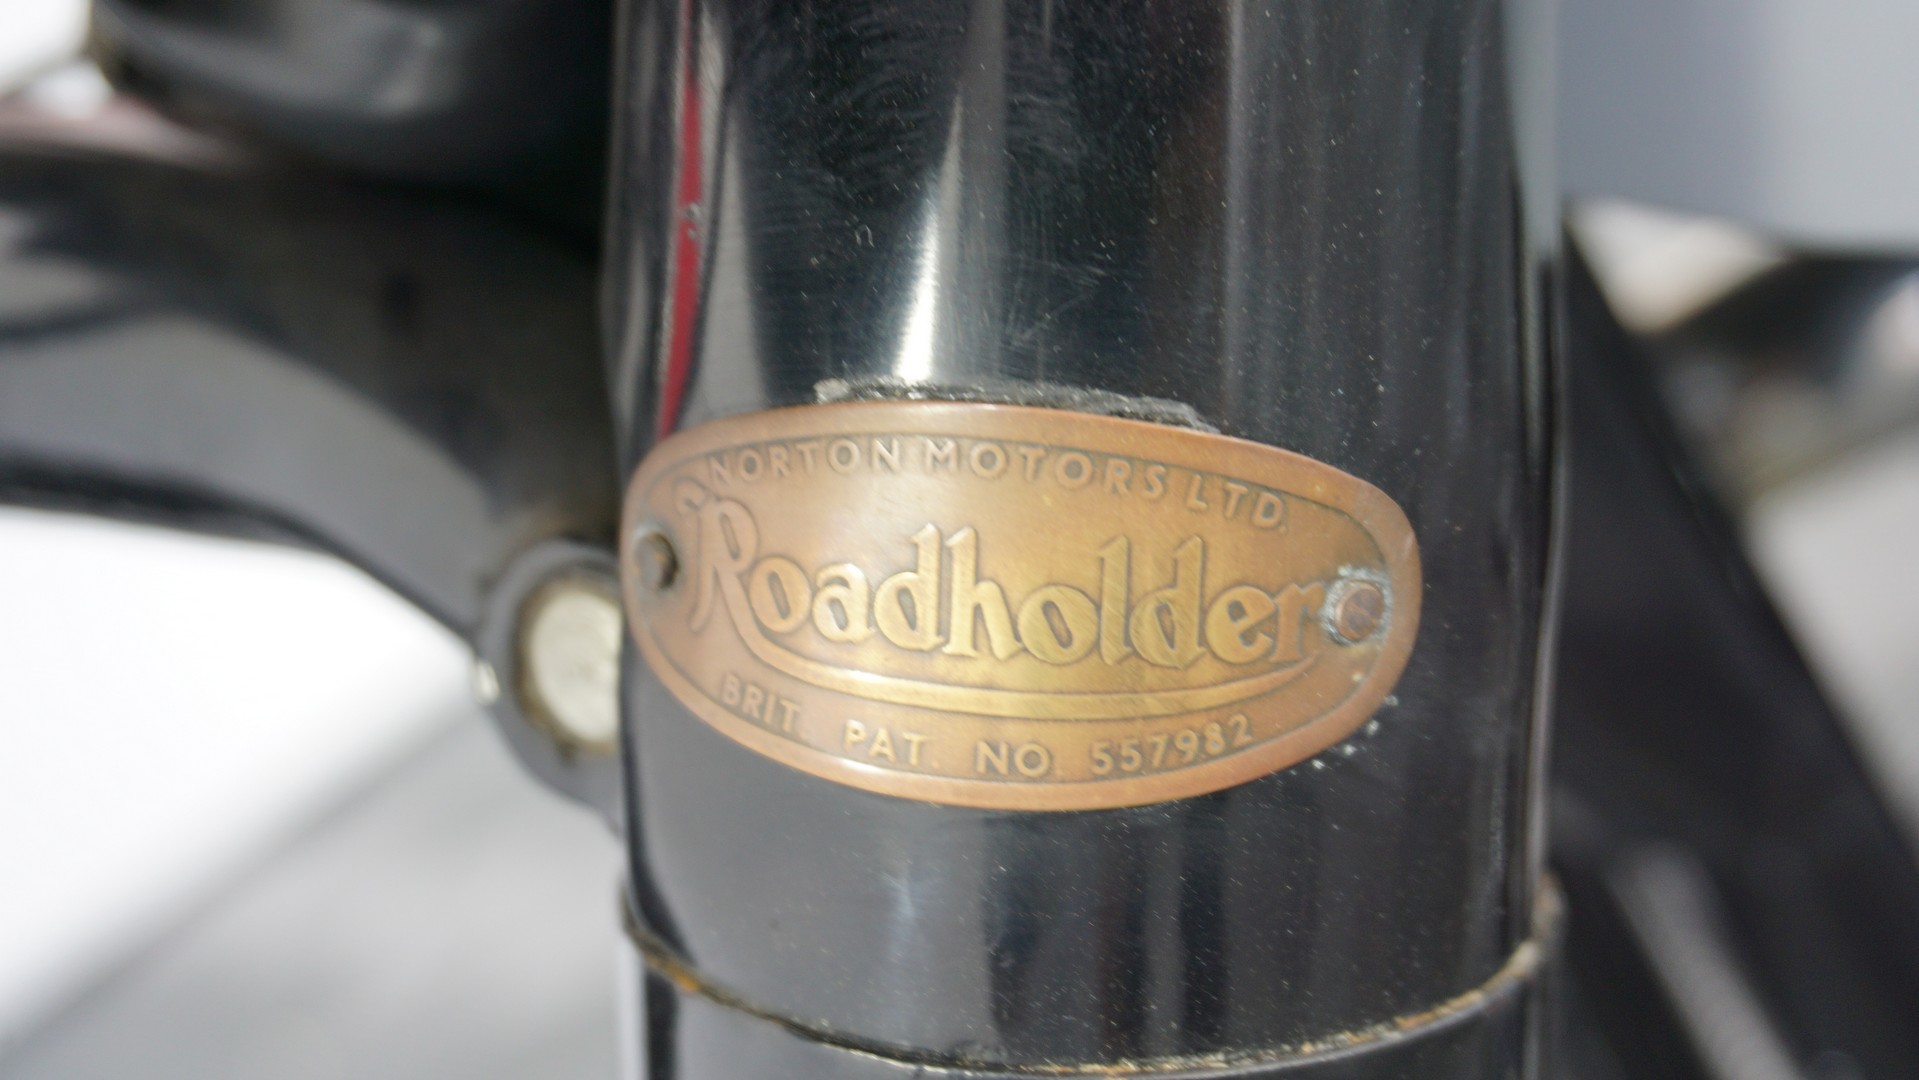 NORTON MOTORS LTD.
Roadholder
BRIT. PAT. NO. 557982